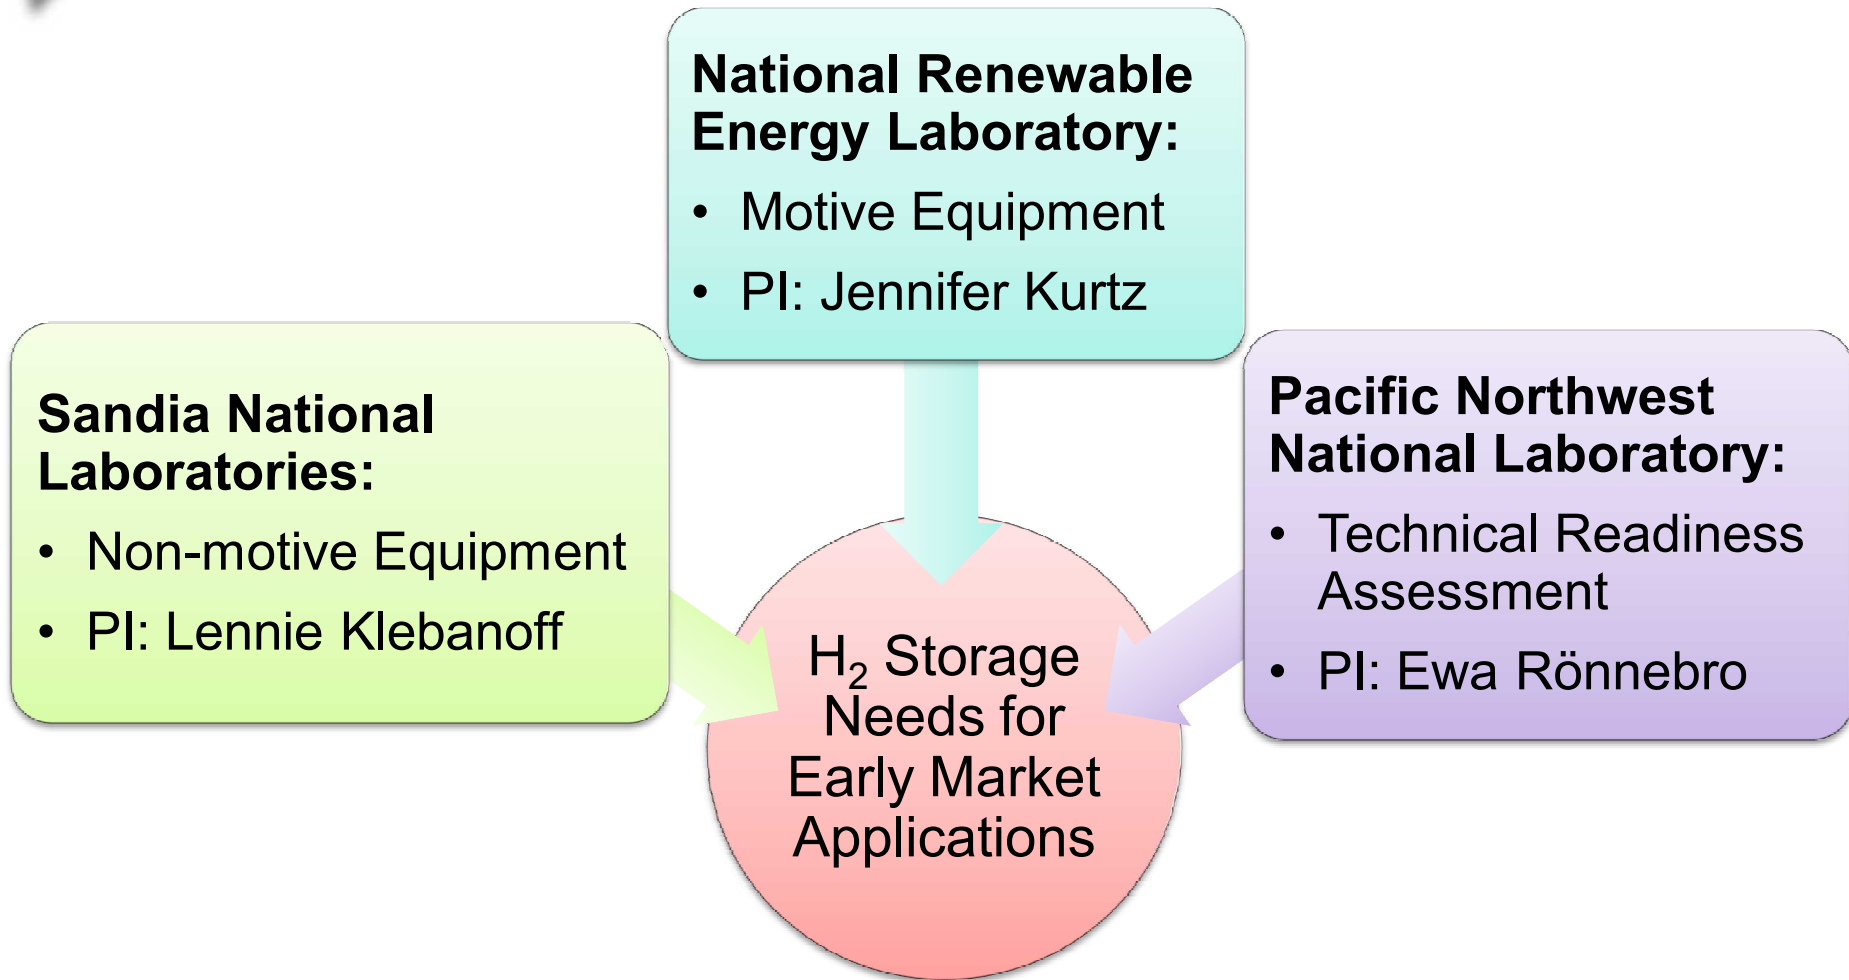 National Renewable
Energy Laboratory:
• Motive Equipment
• PI: Jennifer Kurtz
Sandia National
Laboratories:
• Non-motive Equipment
• PI: Lennie Klebanoff
Pacific Northwest
National Laboratory:
• Technical Readiness
Assessment
• PI: Ewa Rönnebro
H₂ Storage
Needs for
Early Market
Applications